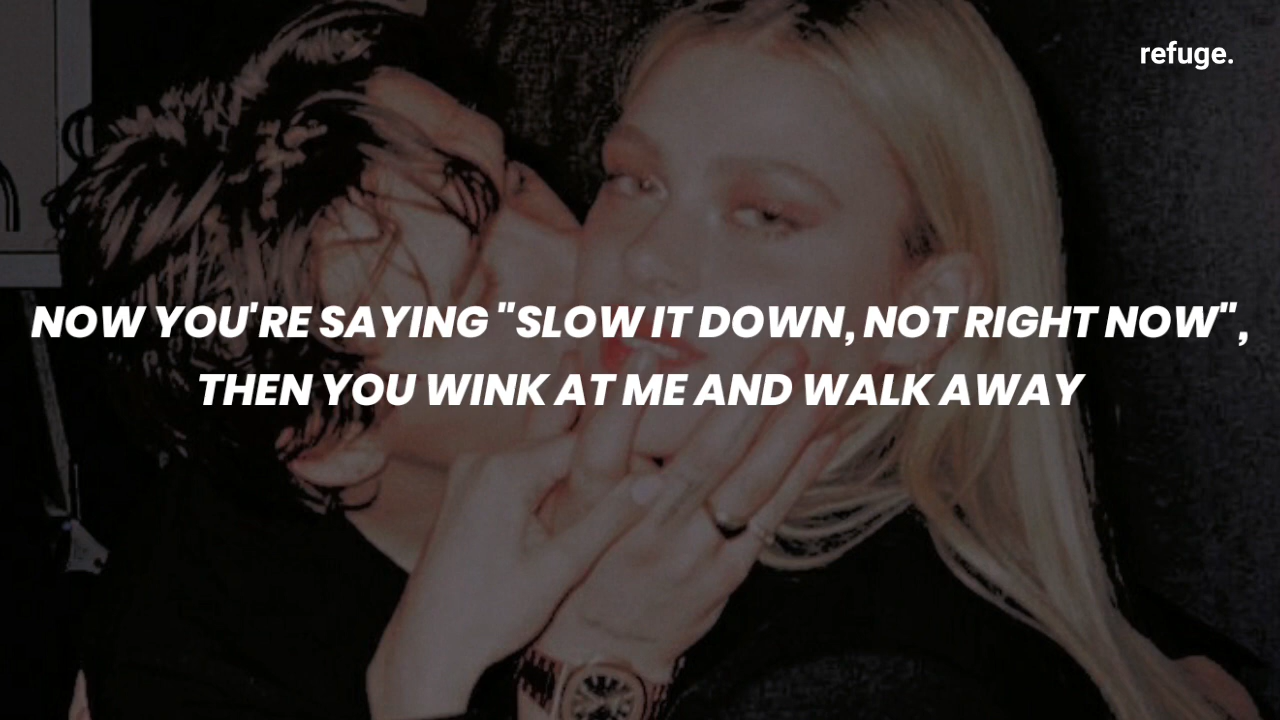 refuge.
NOW YOU'RE SAYING "SLOW IT DOWN, NOT RIGHT NOW",
THEN YOU WINK AT ME AND WALK AWAY